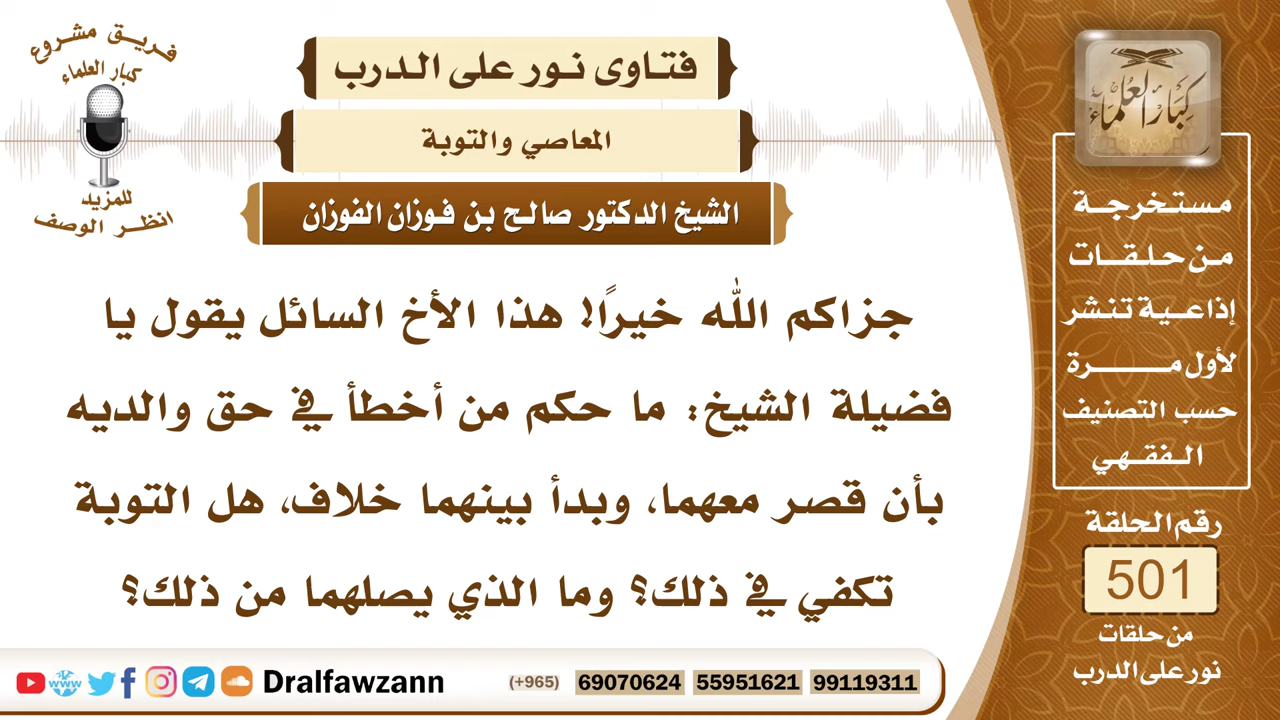 فريق مشروع
كبار العلماء
للمزيد
انظر الوصف
فتاوى نور على الدرب
المعاصي والتوبة
الشيخ الدكتور صالح بن فوزان الفوزان
جزاكم الله خيرًا! هذا الأخ السائل يقول يا
فضيلة الشيخ: ما حكم من أخطأ في حق والديه
بأن قصر معهما، وبدأ بينهما خلاف، هل التوبة
تكفي في ذلك؟ وما الذي يصلهما من ذلك؟
كبار العلماء
مستخرجة
من حلقات
إذاعية تنشر
لأول مرة
حسب التصنيف
الفقهي
رقم الحلقة
501
من حلقات
نور على الدرب
www Dralfawzann (+965) 69070624 55951621 99119311